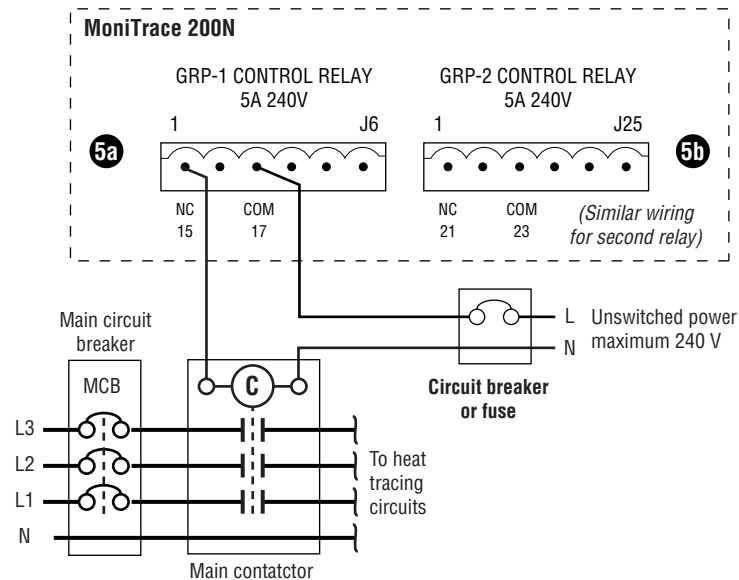 MoniTrace 200N
GRP-1 CONTROL RELAY
5A 240V
GRP-2 CONTROL RELAY
5A 240V
1
J6
1
J25
5a
5b
NC
15
COM
17
NC
21
COM
23
(Similar wiring
for second relay)
Main circuit
breaker
MCB
C
L
N
Unswitched power
maximum 240 V
Circuit breaker
or fuse
L3
L2
L1
N
To heat
tracing
circuits
Main contatctor